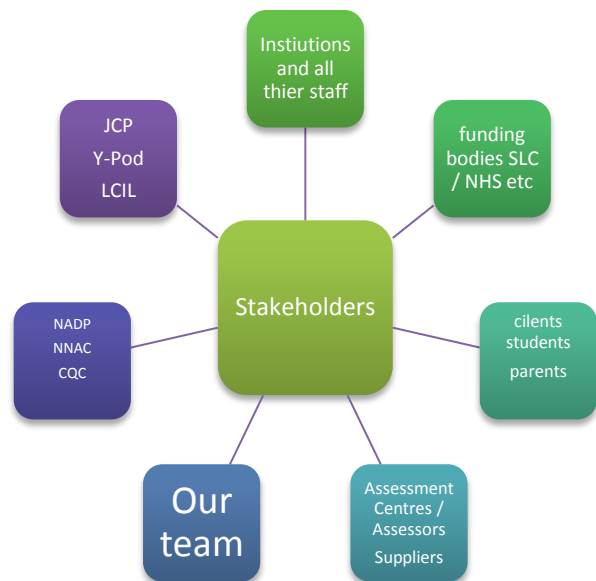 Instiutions
and all
thier staff
JCP
Y-Pod
LCIL
funding
bodies SLC
/ NHS etc
Stakeholders
NADP
NNAC
CQC
cilents
students
parents
Our
team
Assessment
Centres /
Assessors
Suppliers